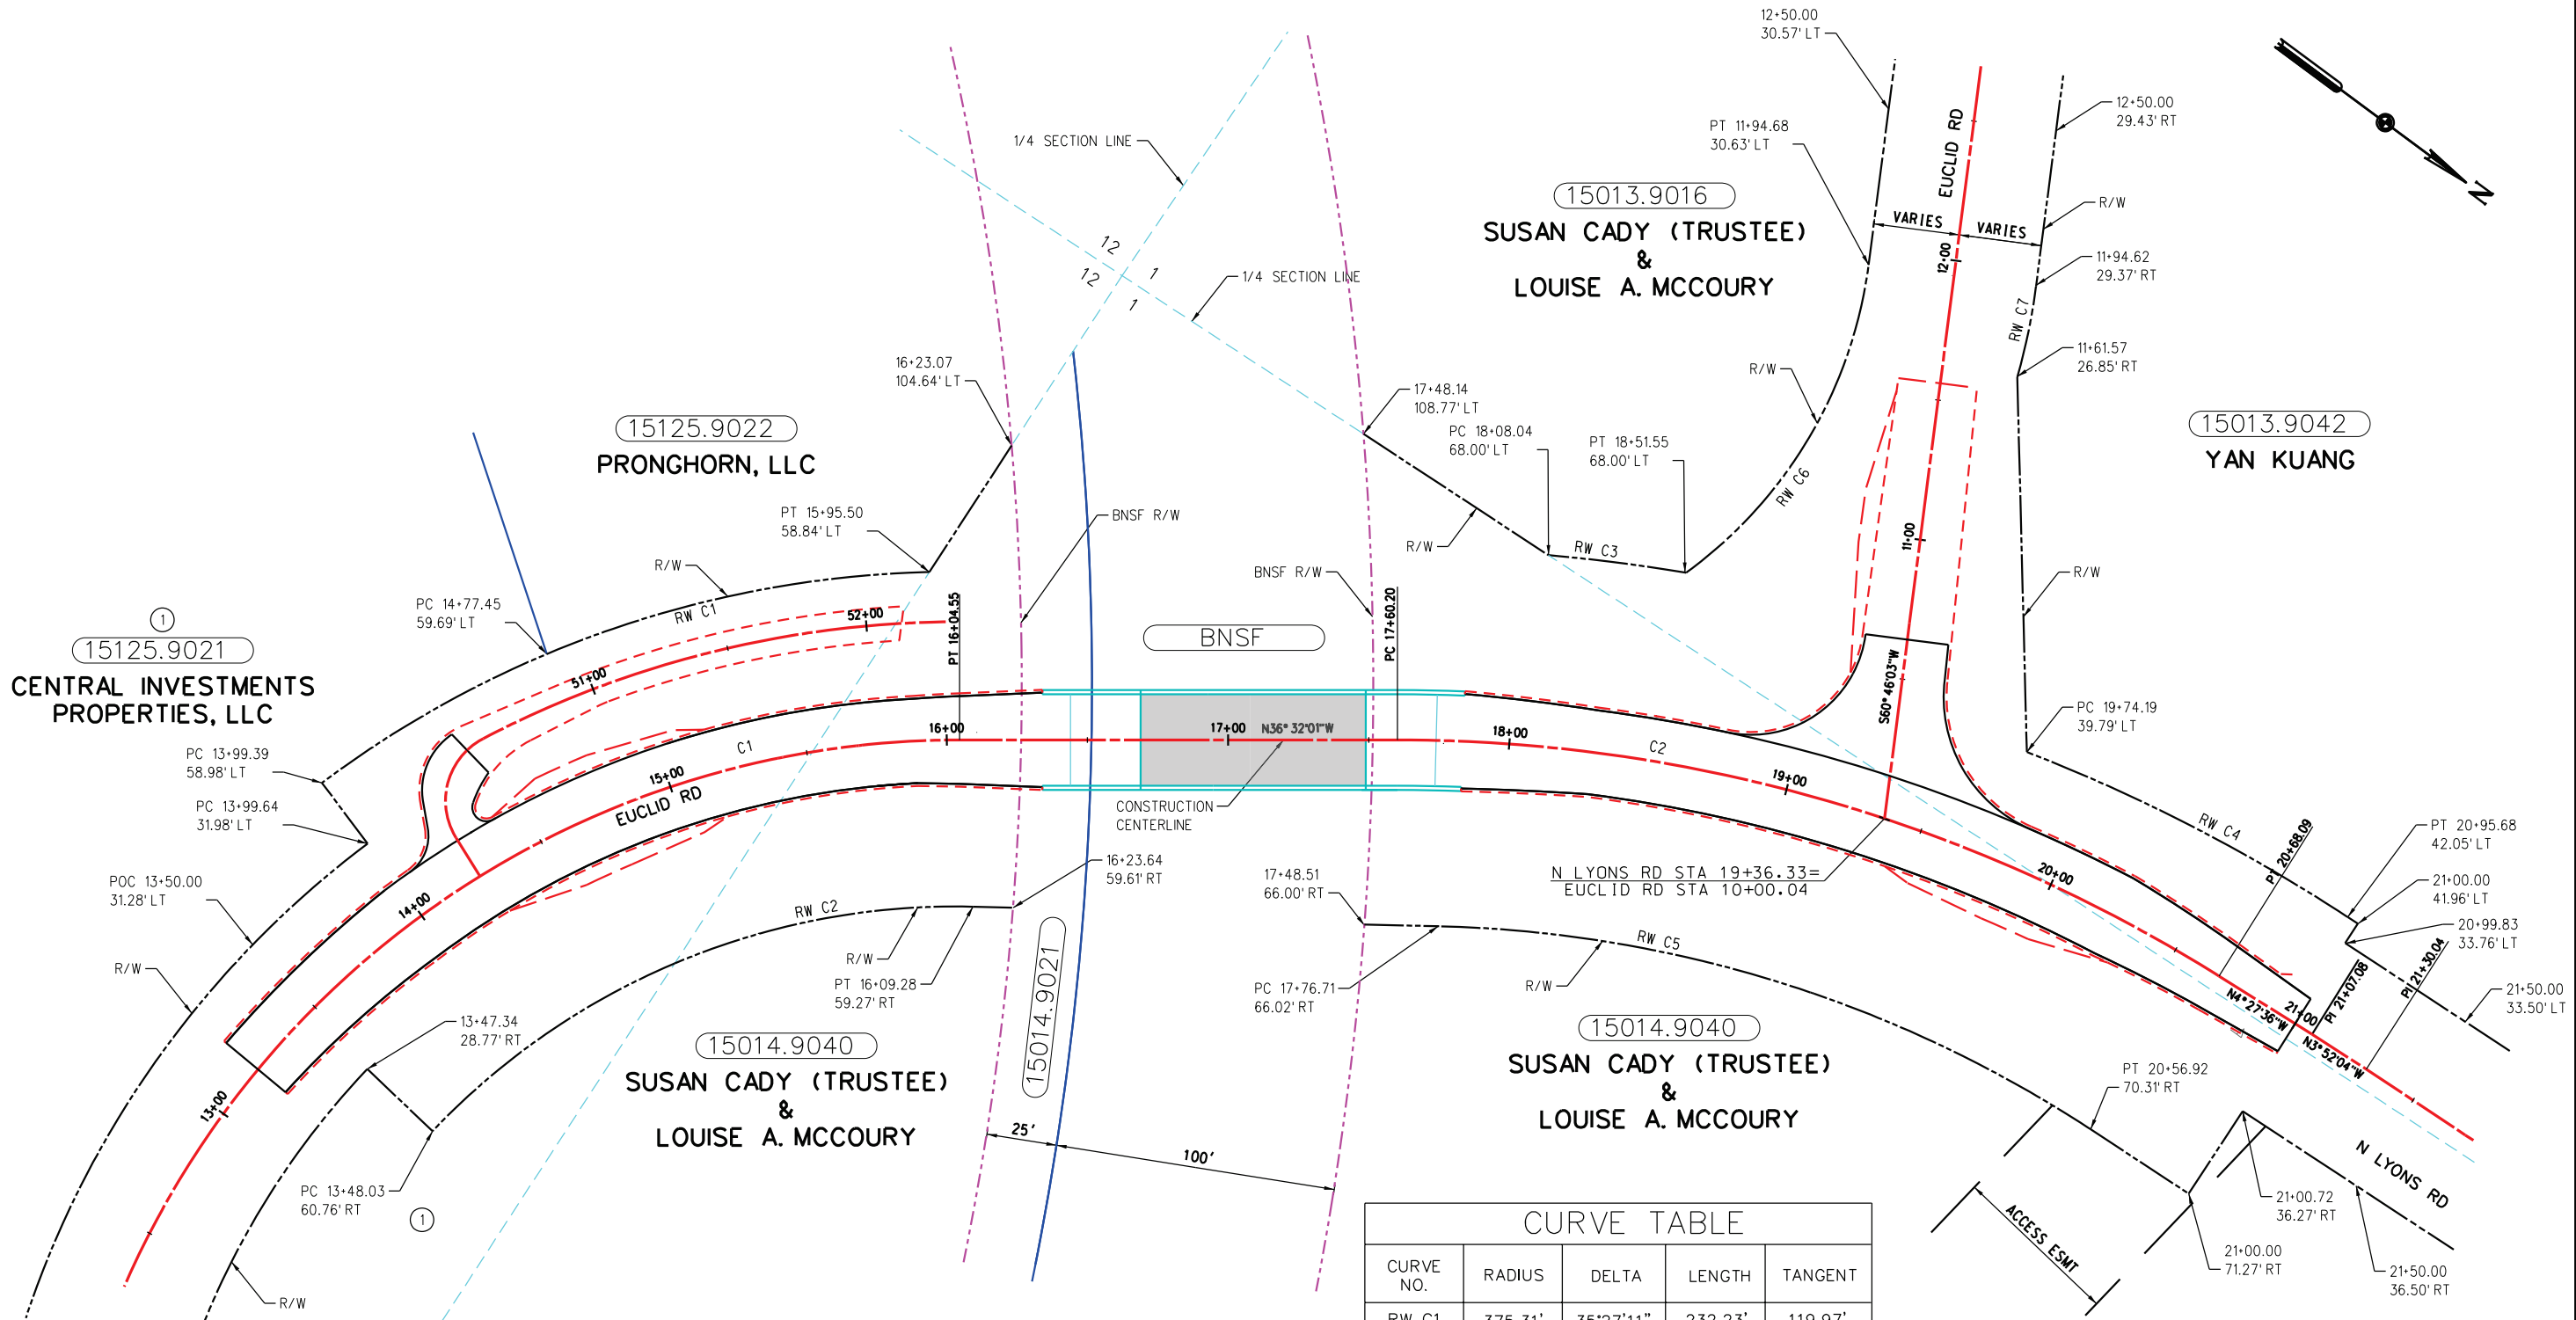 12+50.00
30.57' LT
12+50.00
29.43' RT
PT 11+94.68
30.63' LT
EUCLID RD
1/4 SECTION LINE
N
15013.9016
SUSAN CADY (TRUSTEE)
&
LOUISE A. MCCOURY
VARIES
VARIES
R/W
12+00
11+94.62
29.37' RT
12
1
12
1
1/4 SECTION LINE
RW C7
11+61.57
26.85' RT
16+23.07
104.64' LT
R/W
17+48.14
108.77' LT
15125.9022
PRONGHORN, LLC
PC 18+08.04
68.00' LT
PT 18+51.55
68.00' LT
15013.9042
YAN KUANG
RW C6
PT 15+95.50
58.84' LT
BNSF R/W
R/W
RW C3
11+00
R/W
BNSF R/W
R/W
PC 14+77.45
59.69' LT
RW C1
52+00
51+00
PT 16+04.55
BNSF
PC 17+60.20
1
15125.9021
CENTRAL INVESTMENTS
PROPERTIES, LLC
S60°46'03"W
PC 19+74.19
39.79' LT
PC 13+99.39
58.98' LT
16+00
17+00
N36°32'01"W
18+00
C1
C2
15+00
19+00
EUCLID RD
CONSTRUCTION
CENTERLINE
PC 13+99.64
31.98' LT
RW C4
PT 20+95.68
42.05' LT
PT 20+68.09
16+23.64
59.61' RT
17+48.51
66.00' RT
N LYONS RD STA 19+36.33=
EUCLID RD STA 10+00.04
20+00
21+00.00
41.96' LT
POC 13+50.00
31.28' LT
14+00
RW C2
20+99.83
33.76' LT
R/W
R/W
PT 16+09.28
59.27' RT
15014.9021
RW C5
R/W
PC 17+76.71
66.02' RT
N4°27'36"W
21+00
PI 21+07.08
PI 21+30.04
21+50.00
33.50' LT
N3°52'04"W
13+47.34
28.77' RT
15014.9040
SUSAN CADY (TRUSTEE)
&
LOUISE A. MCCOURY
15014.9040
SUSAN CADY (TRUSTEE)
&
LOUISE A. MCCOURY
PT 20+56.92
70.31' RT
13+00
25'
100'
N LYONS RD
PC 13+48.03
60.76' RT
1
R/W
ACCESS ESMT
21+00.72
36.27' RT
21+00.00
71.27' RT
21+50.00
36.50' RT
CURVE TABLE
CURVE NO. RADIUS DELTA LENGTH TANGENT
RW C1 375.31' 35°27'11" 232.23' 119.97'